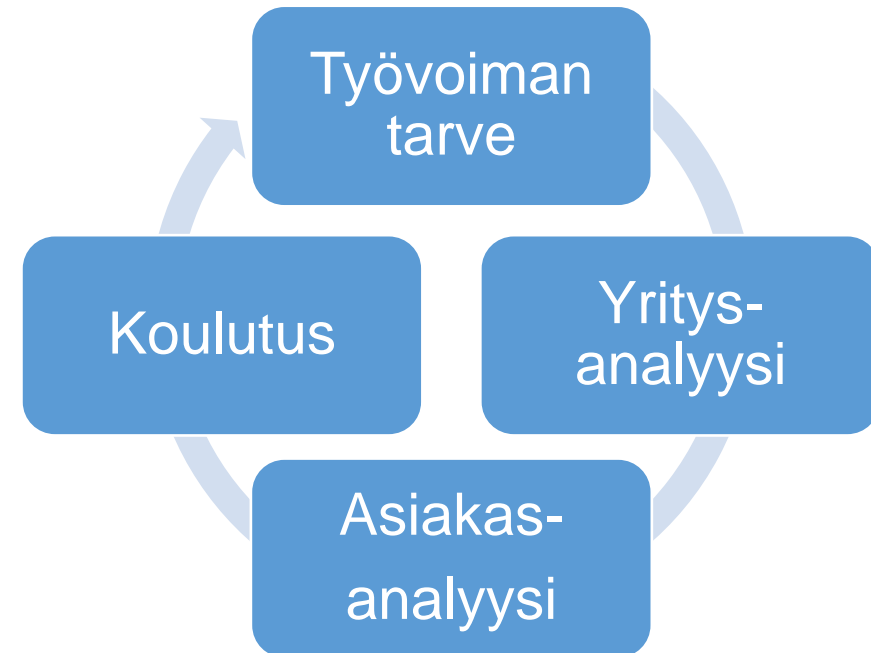 Työvoiman
tarve
Yritys-
analyysi
Asiakas-
analyysi
Koulutus